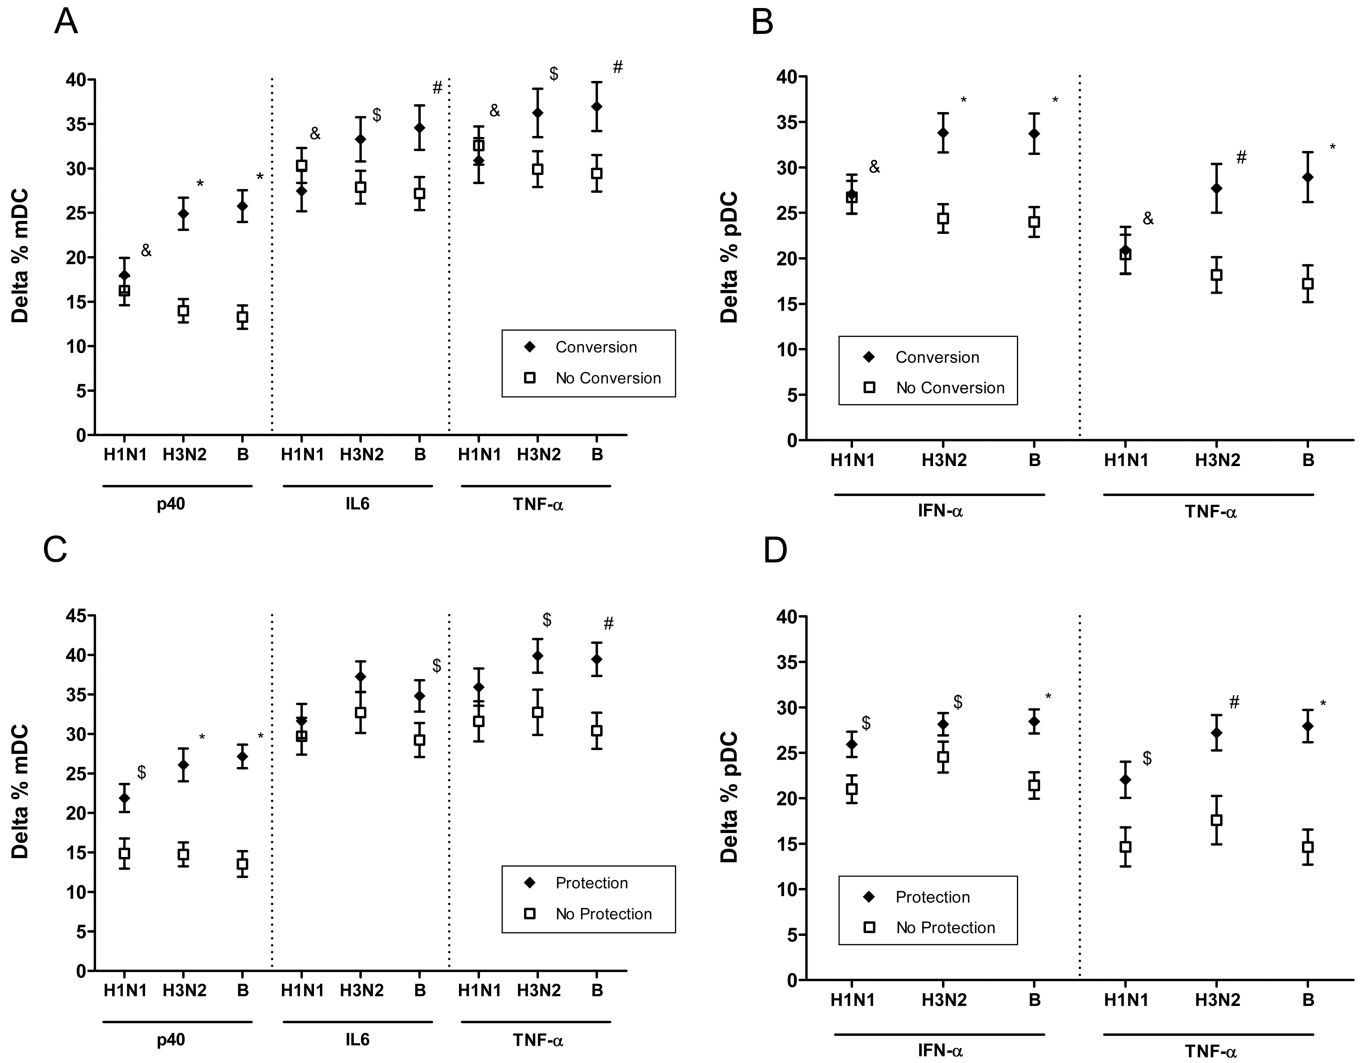 A
Delta % mDC
40
35
30
25
20
15
10
5
0
& * * & $ # & $ #
Conversion
No Conversion
H1N1 H3N2 B H1N1 H3N2 B H1N1 H3N2 B
p40 IL6 TNF-α
B
Delta % pDC
40
35
30
25
20
15
10
5
0
& * * & # *
Conversion
No Conversion
H1N1 H3N2 B H1N1 H3N2 B
IFN-α TNF-α
C
Delta % mDC
45
40
35
30
25
20
15
10
5
0
$ * * $ $ #
Protection
No Protection
H1N1 H3N2 B H1N1 H3N2 B H1N1 H3N2 B
p40 IL6 TNF-α
D
Delta % pDC
40
35
30
25
20
15
10
5
0
$ $ * $ # *
Protection
No Protection
H1N1 H3N2 B H1N1 H3N2 B
IFN-α TNF-α